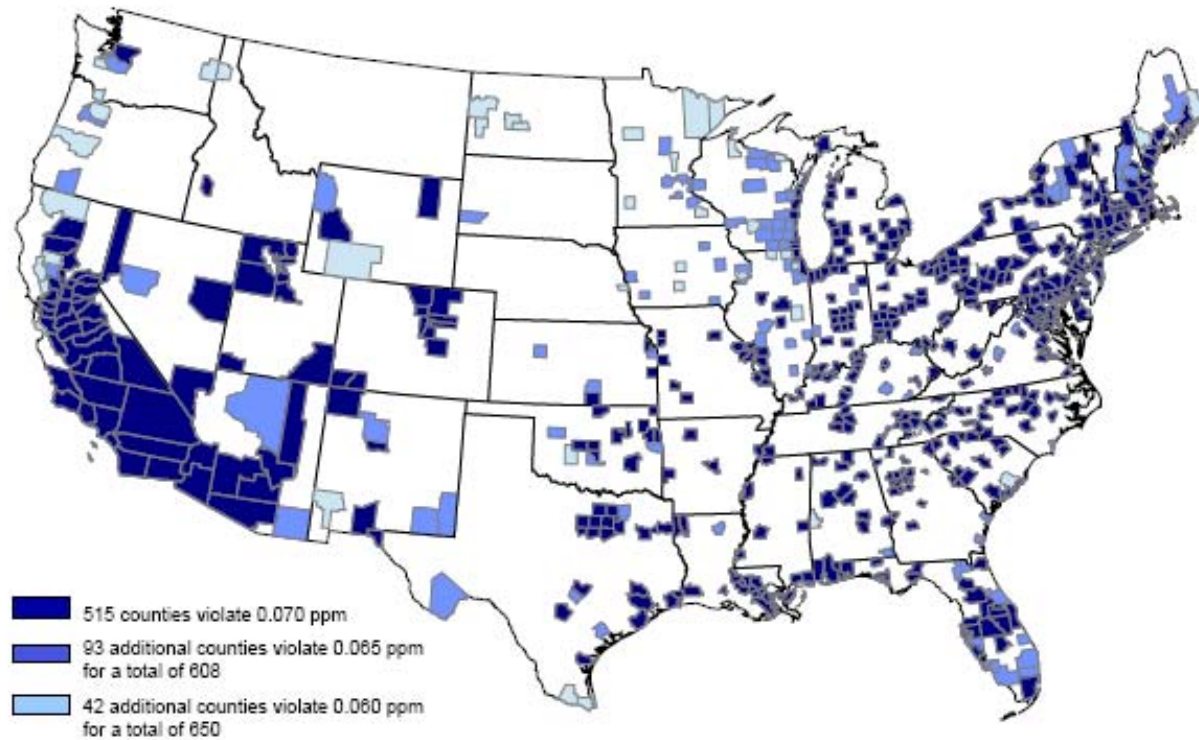 515 counties violate 0.070 ppm
93 additional counties violate 0.065 ppm
for a total of 608
42 additional counties violate 0.060 ppm
for a total of 650